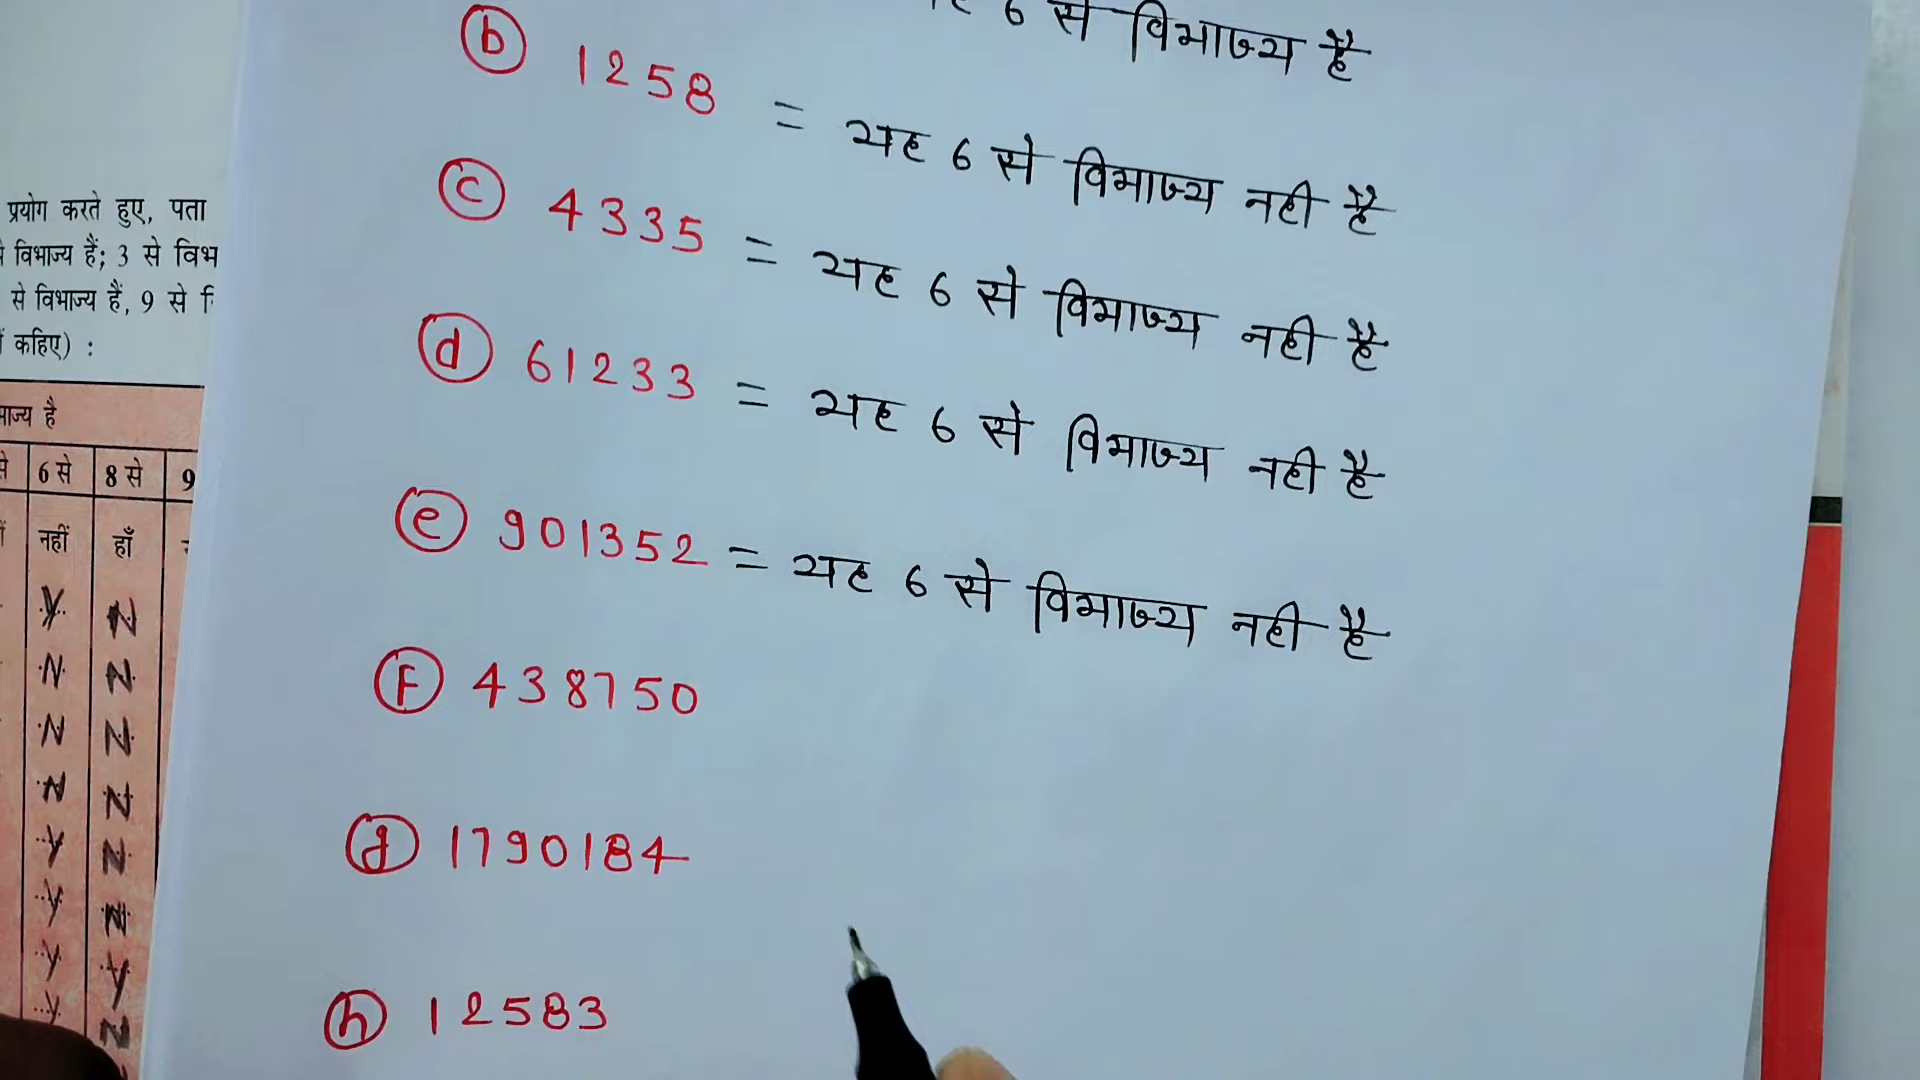 6 से विभाज्य है
(b) 1258 = यह 6 से विभाज्य नही है
(c) 4335 = यह 6 से विभाज्य नही है
(d) 61233 = यह 6 से विभाज्य नही है
(e) 901352 = यह 6 से विभाज्य नही है
(F) 438750
(g) 1790184
(h) 12583
प्रयोग करते हुए, पता
विभाज्य हैं; 3 से
से विभाज्य हैं, 9 से
कहिए) :
है
6 से 8 से 9
नहीं हाँ
Y N
N N
N N
N N
Y N
Y N
Y Y
Y N